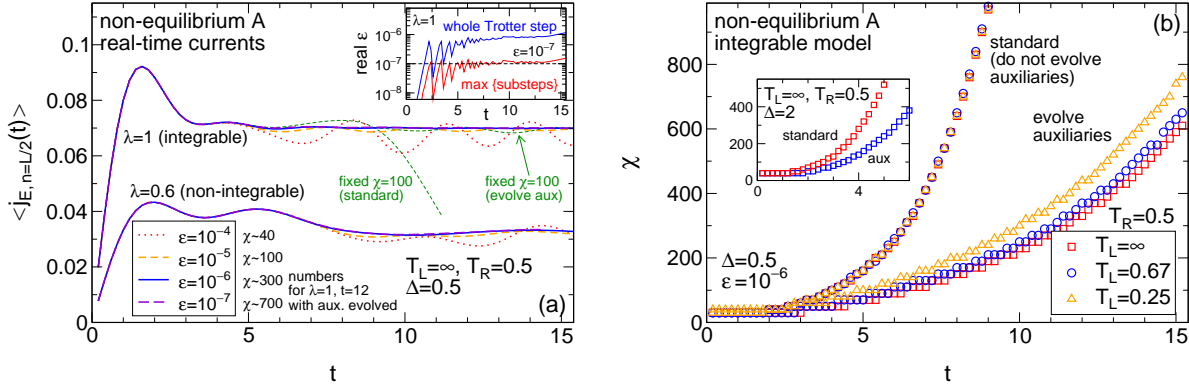 non-equilibrium A
real-time currents
0.1
0.08
0.06
0.04
0.02
0
<j_{E, n=L/2}(t)>
λ=1
whole Trotter step
ε=10^{-7}
max {substeps}
real ε
10^{-6}
10^{-7}
10^{-8}
0
5
10
15
t
λ=1 (integrable)
fixed χ=100
(standard)
fixed χ=100
(evolve aux)
λ=0.6 (non-integrable)
ε=10^{-4} χ~40
ε=10^{-5} χ~100
ε=10^{-6} χ~300 numbers
for λ=1, t=12
ε=10^{-7} χ~700 with aux. evolved
T_L=∞, T_R=0.5
Δ=0.5
(a)
0
5
10
15
t
non-equilibrium A
integrable model
(b)
standard
(do not evolve
auxiliaries)
evolve
auxiliaries
800
600
400
200
0
χ
T_L=∞, T_R=0.5
Δ=2
standard
aux
400
200
0
0
2
4
Δ=0.5
ε=10^{-6}
T_R=0.5
T_L=∞
T_L=0.67
T_L=0.25
0
3
6
9
12
15
t